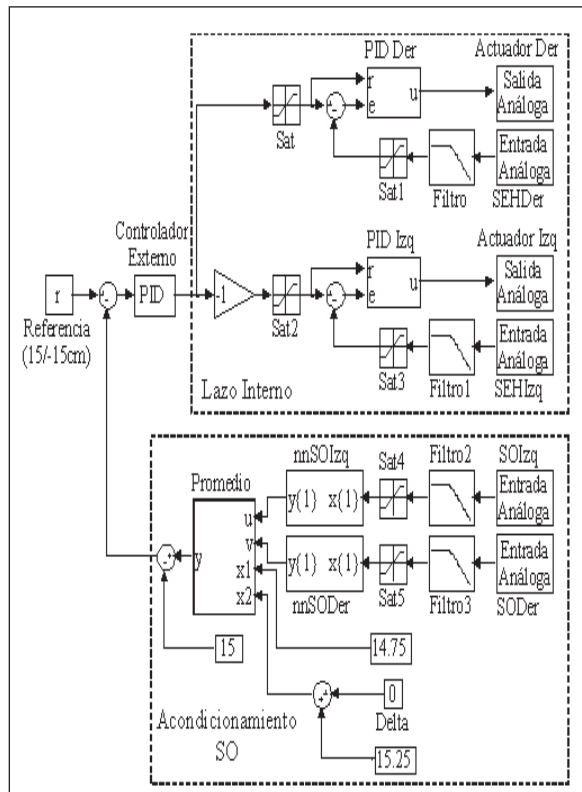 PID Der
Actuador Der
r
e
u
Salida
Análoga
Sat
Sat1
Filtro
Entrada
Análoga
SEHDer
Controlador
Externo
PID Izq
Actuador Izq
r
PID
-1
r
e
u
Salida
Análoga
Referencia
(15/-15cm)
Sat2
Sat3
Filtro1
Entrada
Análoga
SEHIzq
Lazo Interno
nnSOIzq
Sat4
Filtro2
SOIzq
Promedio
y(1) x(1)
Entrada
Análoga
u
v
x1
x2
y
y(1) x(1)
Entrada
Análoga
nnSODer
Sat5
Filtro3
SODer
15
14.75
0
Delta
Acondicionamiento
SO
15.25